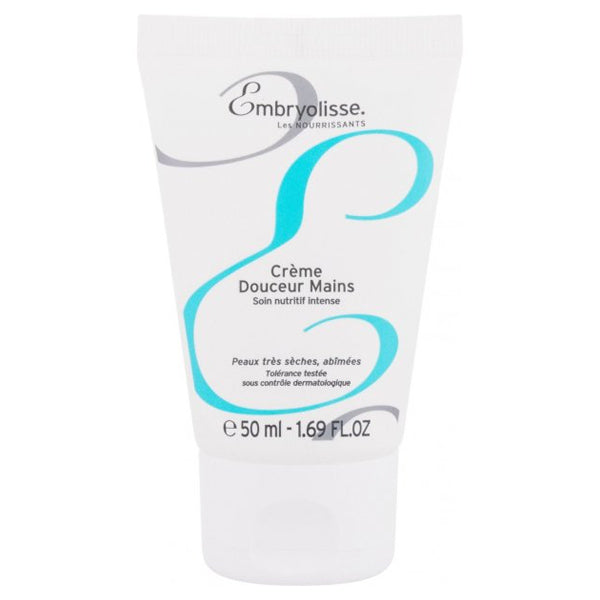 Embryolisse.
Les NOURRISSANTS
Crème
Douceur Mains
Soin nutritif intense
Peaux très sèches, abîmées
Tolérance testée
sous contrôle dermatologique
℮ 50 ml - 1.69 FL.OZ